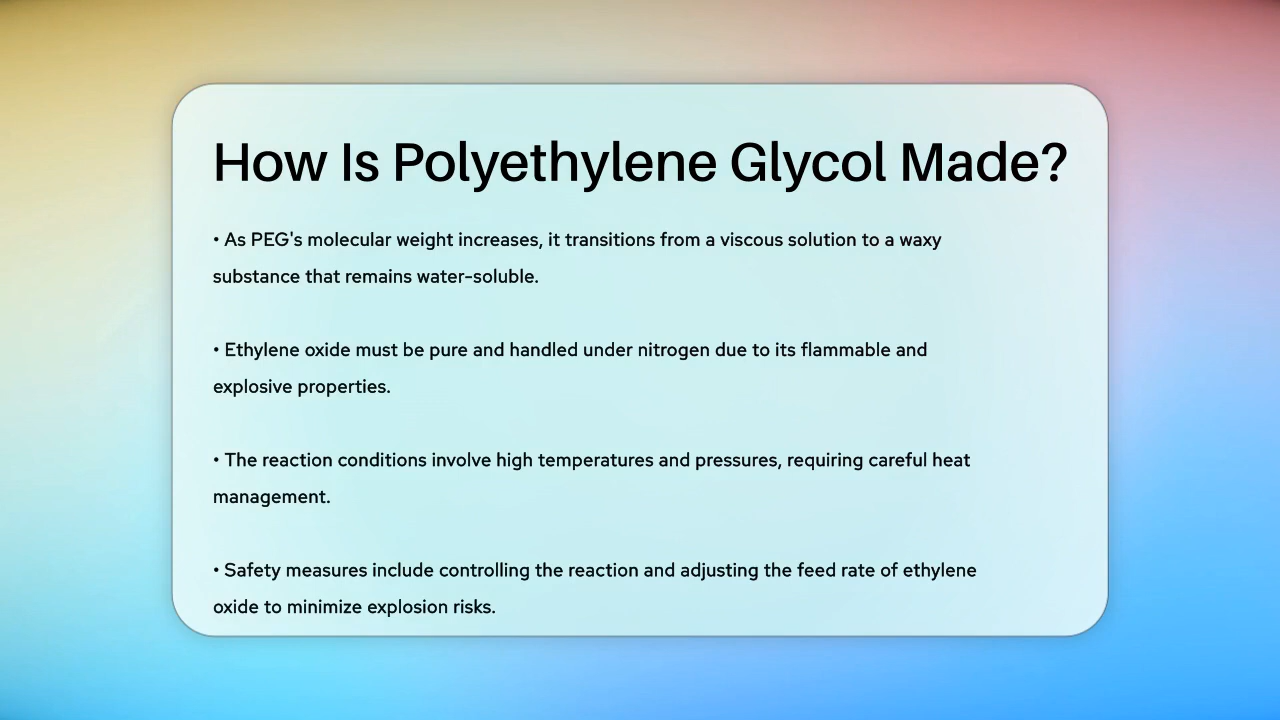 How Is Polyethylene Glycol Made?
• As PEG's molecular weight increases, it transitions from a viscous solution to a waxy
substance that remains water-soluble.
• Ethylene oxide must be pure and handled under nitrogen due to its flammable and
explosive properties.
• The reaction conditions involve high temperatures and pressures, requiring careful heat
management.
• Safety measures include controlling the reaction and adjusting the feed rate of ethylene
oxide to minimize explosion risks.